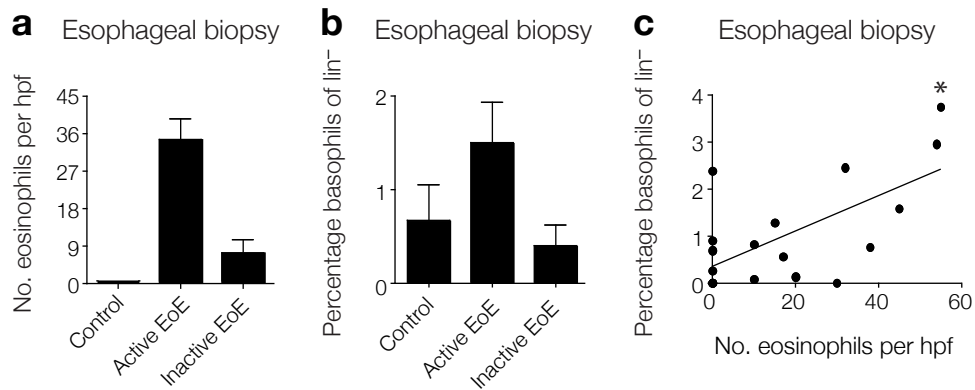 a Esophageal biopsy
No. eosinophils per hpf
45
36
27
18
9
0
Control
Active EoE
Inactive EoE
b Esophageal biopsy
Percentage basophils of lin⁻
2
1
0
Control
Active EoE
Inactive EoE
c Esophageal biopsy
Percentage basophils of lin⁻
4
3
2
1
0
*
0 20 40 60
No. eosinophils per hpf